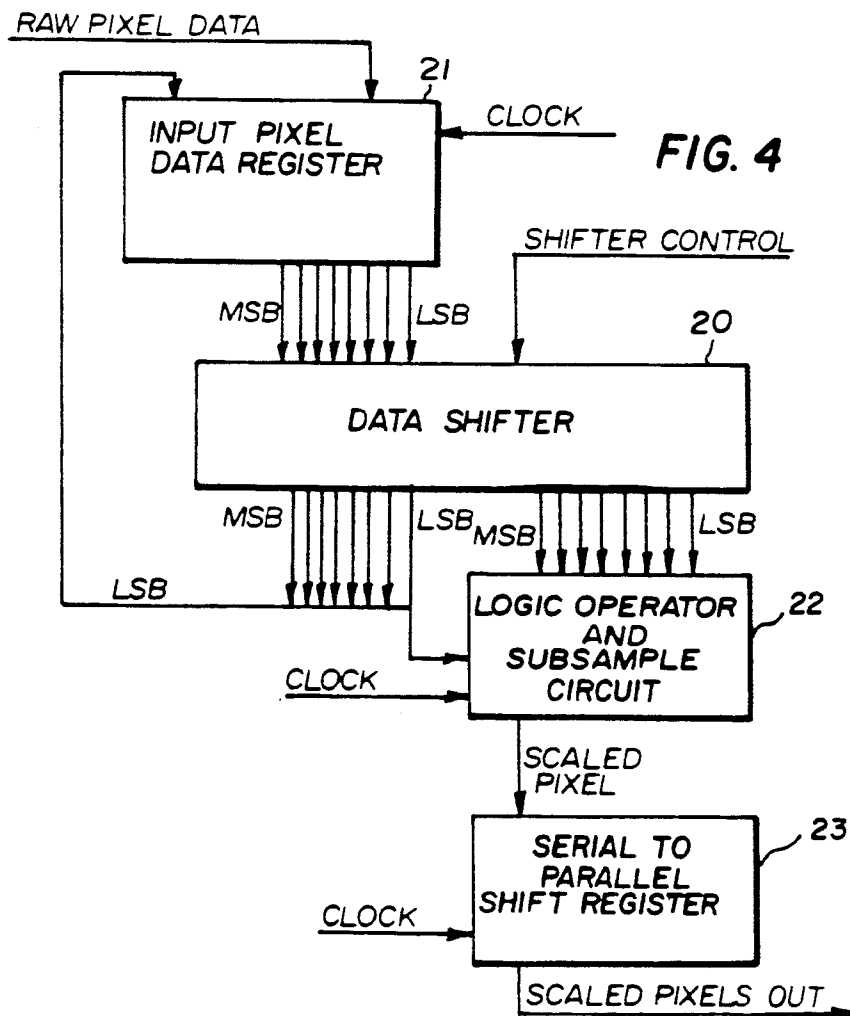 RAW PIXEL DATA
21
INPUT PIXEL
DATA REGISTER
CLOCK
FIG. 4
SHIFTER CONTROL
MSB
LSB
20
DATA SHIFTER
MSB
LSB
MSB
LSB
LSB
LOGIC OPERATOR
AND
SUBSAMPLE
CIRCUIT
22
CLOCK
SCALED
PIXEL
SERIAL TO
PARALLEL
SHIFT REGISTER
23
CLOCK
SCALED PIXELS OUT